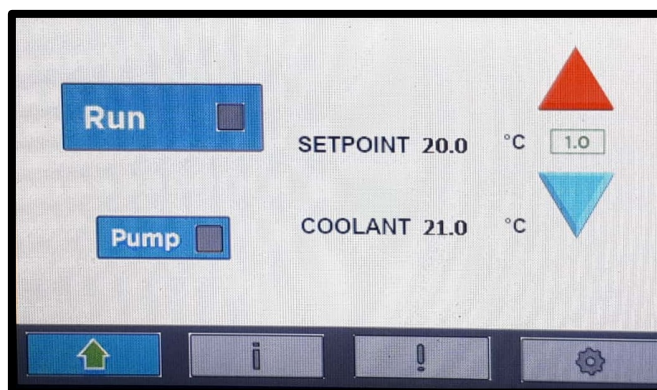 Run
SETPOINT 20.0 °C 1.0
Pump
COOLANT 21.0 °C
i
!